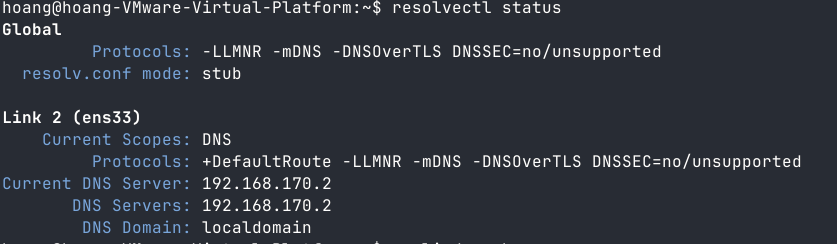 hoang@hoang-VMware-Virtual-Platform:~$ resolvectl status
Global
Protocols: -LLMNR -mDNS -DNSOverTLS DNSSEC=no/unsupported
resolv.conf mode: stub
Link 2 (ens33)
Current Scopes: DNS
Protocols: +DefaultRoute -LLMNR -mDNS -DNSOverTLS DNSSEC=no/unsupported
Current DNS Server: 192.168.170.2
DNS Servers: 192.168.170.2
DNS Domain: localdomain